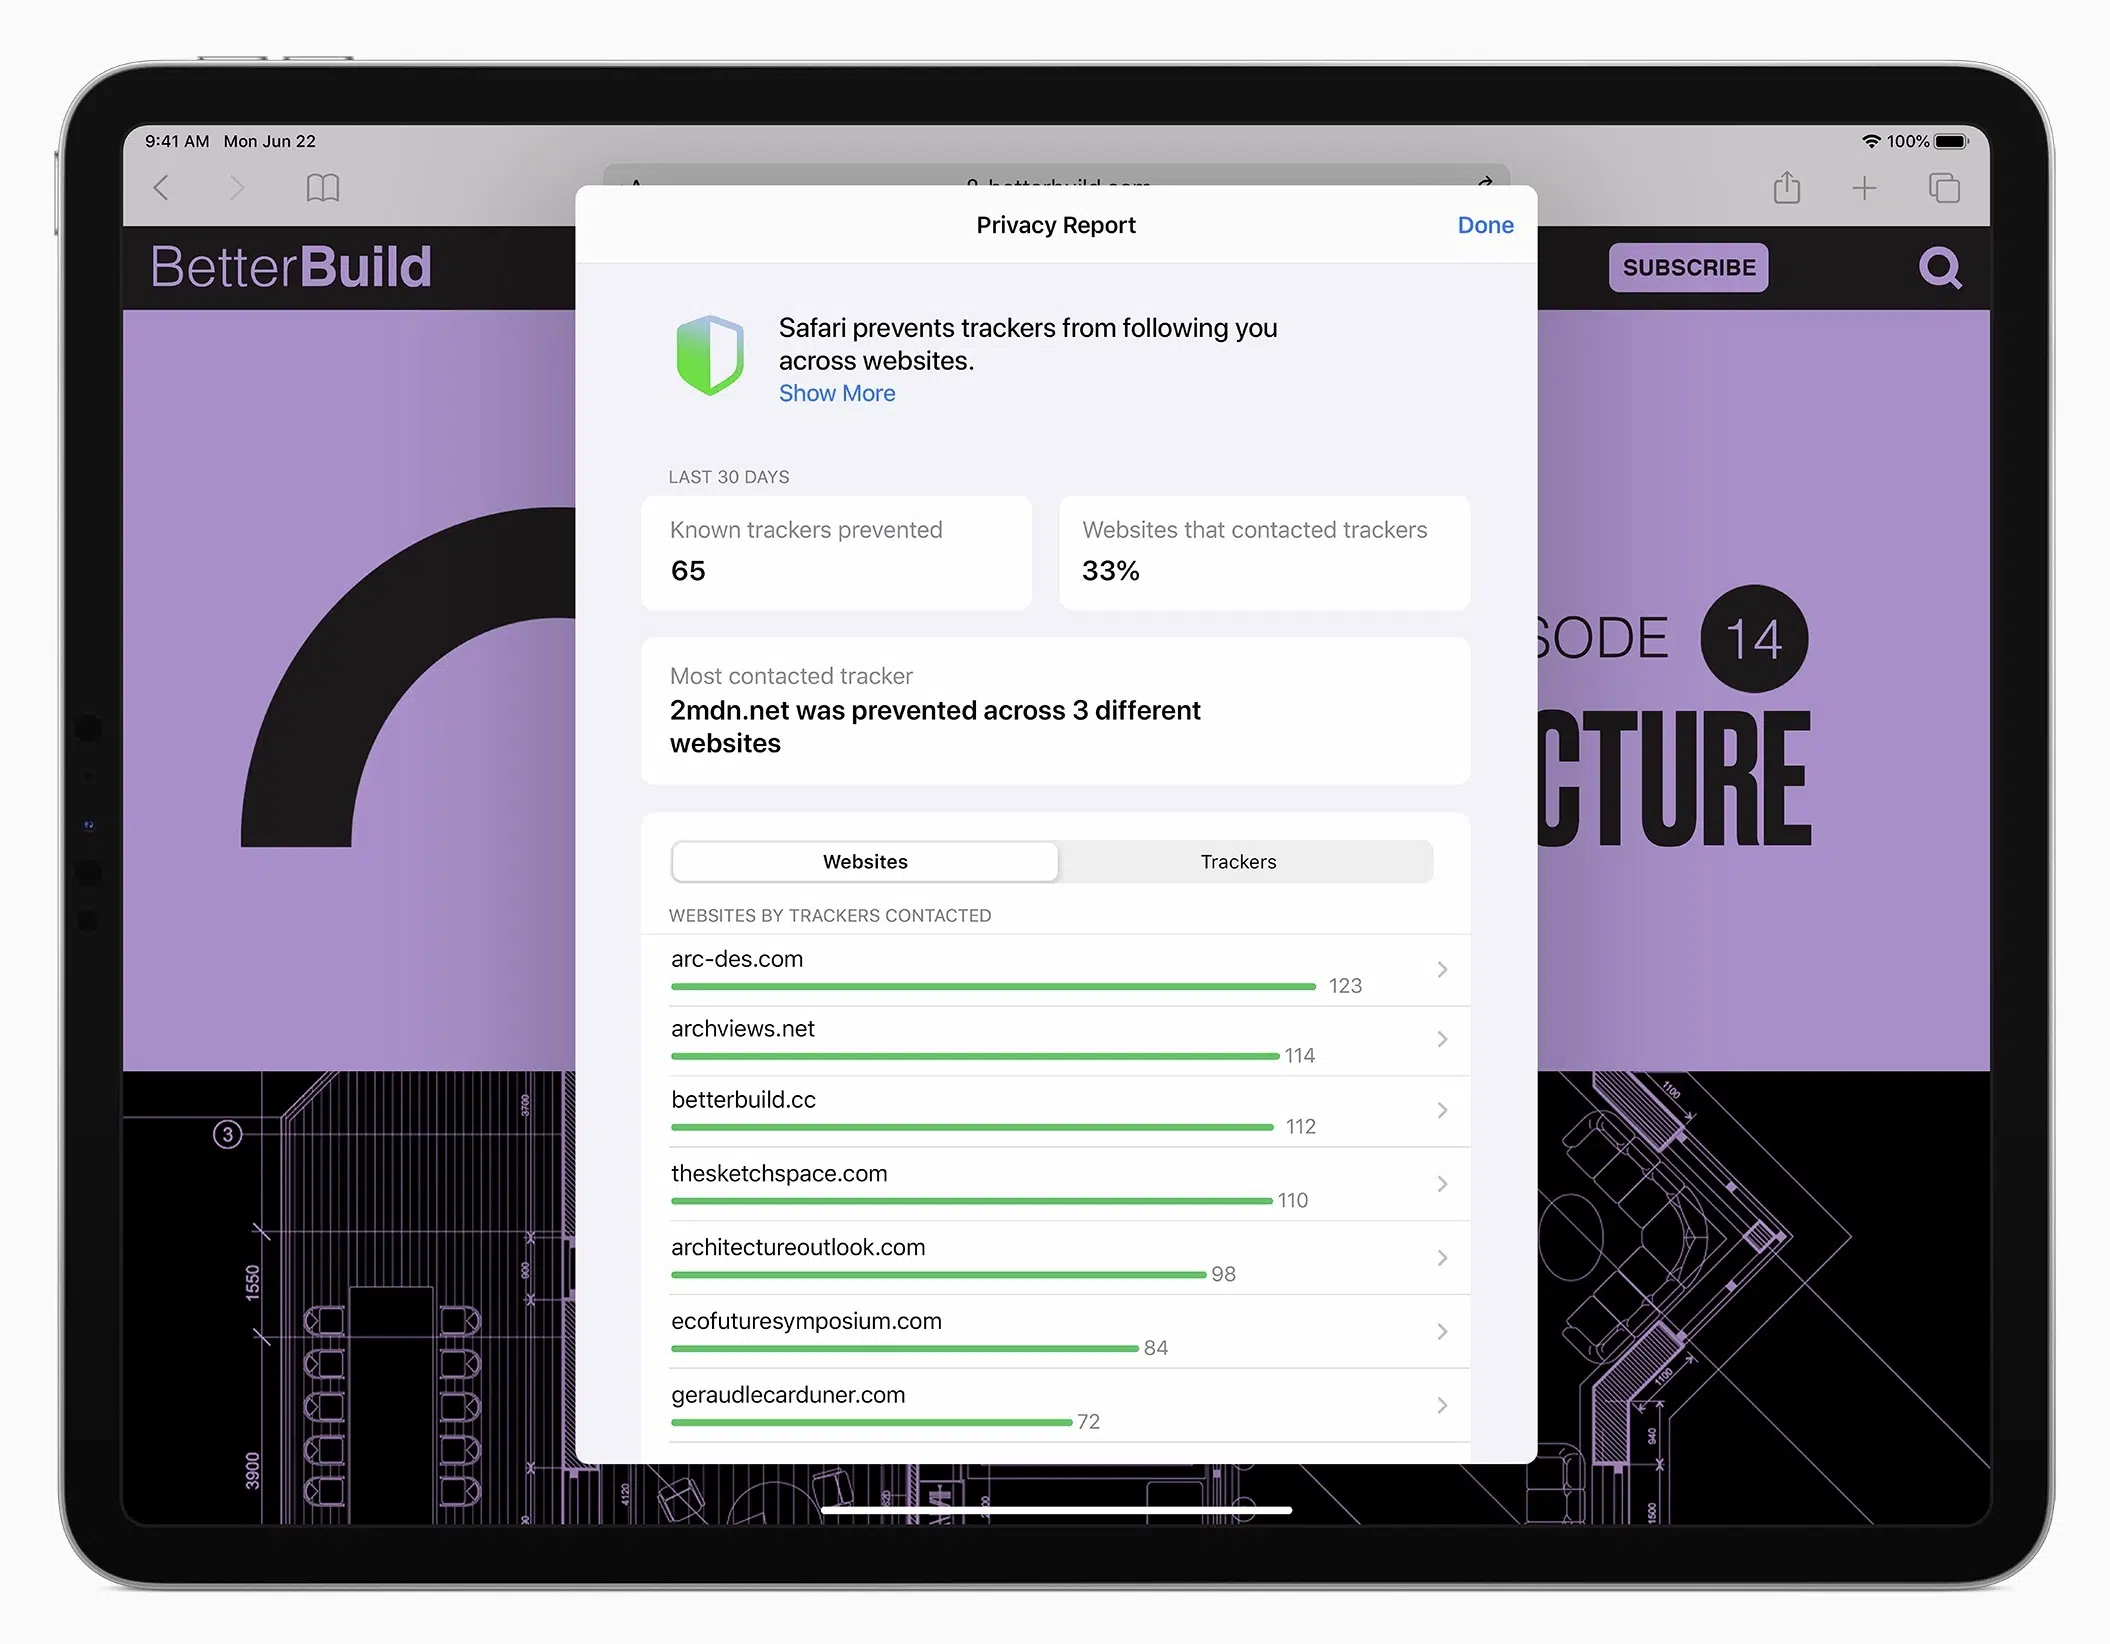 9:41 AM Mon Jun 22
100%
Privacy Report
Done
BetterBuild
SUBSCRIBE
Safari prevents trackers from following you
across websites.
Show More
LAST 30 DAYS
Known trackers prevented
65
Websites that contacted trackers
33%
SODE 14
CTURE
Most contacted tracker
2mdn.net was prevented across 3 different
websites
Websites
Trackers
WEBSITES BY TRACKERS CONTACTED
arc-des.com
123
archviews.net
114
betterbuild.cc
112
thesketchspace.com
110
architectureoutlook.com
98
ecofuturesymposium.com
84
geraudlecarduner.com
72
3
3700
1550
900
3900
4120
1100
1100
940
1500